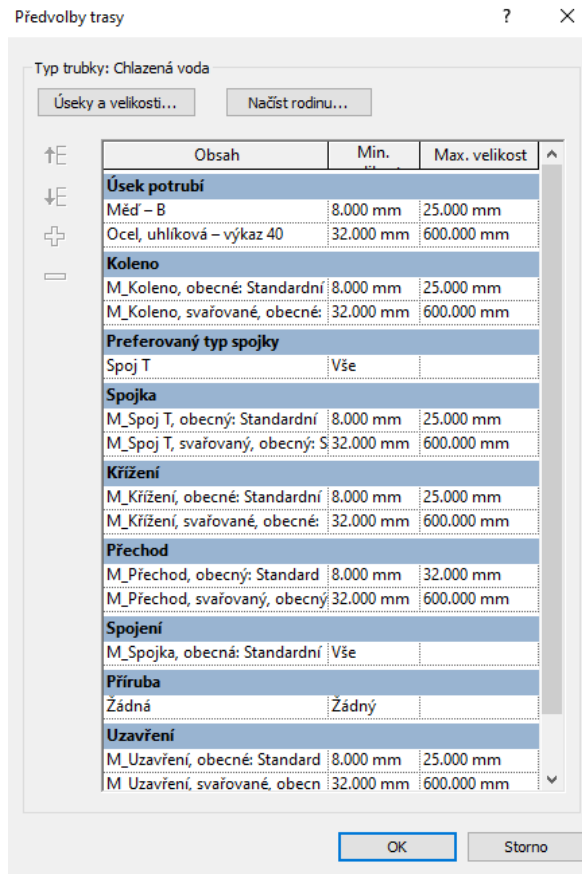 Předvolby trasy ? ×
Typ trubky: Chlazená voda
Úseky a velikosti... Načíst rodinu...
Obsah Min. Max. velikost
Úsek potrubí
Měď – B 8.000 mm 25.000 mm
Ocel, uhlíková – výkaz 40 32.000 mm 600.000 mm
Koleno
M_Koleno, obecné: Standardní 8.000 mm 25.000 mm
M_Koleno, svařované, obecné: 32.000 mm 600.000 mm
Preferovaný typ spojky
Spoj T Vše
Spojka
M_Spoj T, obecný: Standardní 8.000 mm 25.000 mm
M_Spoj T, svařovaný, obecný: S 32.000 mm 600.000 mm
Křížení
M_Křížení, obecné: Standardní 8.000 mm 25.000 mm
M_Křížení, svařované, obecné: 32.000 mm 600.000 mm
Přechod
M_Přechod, obecný: Standard 8.000 mm 32.000 mm
M_Přechod, svařovaný, obecný 32.000 mm 600.000 mm
Spojení
M_Spojka, obecná: Standardní Vše
Příruba
Žádná Žádný
Uzavření
M_Uzavření, obecné: Standard 8.000 mm 25.000 mm
M_Uzavření, svařované, obecn 32.000 mm 600.000 mm
OK Storno